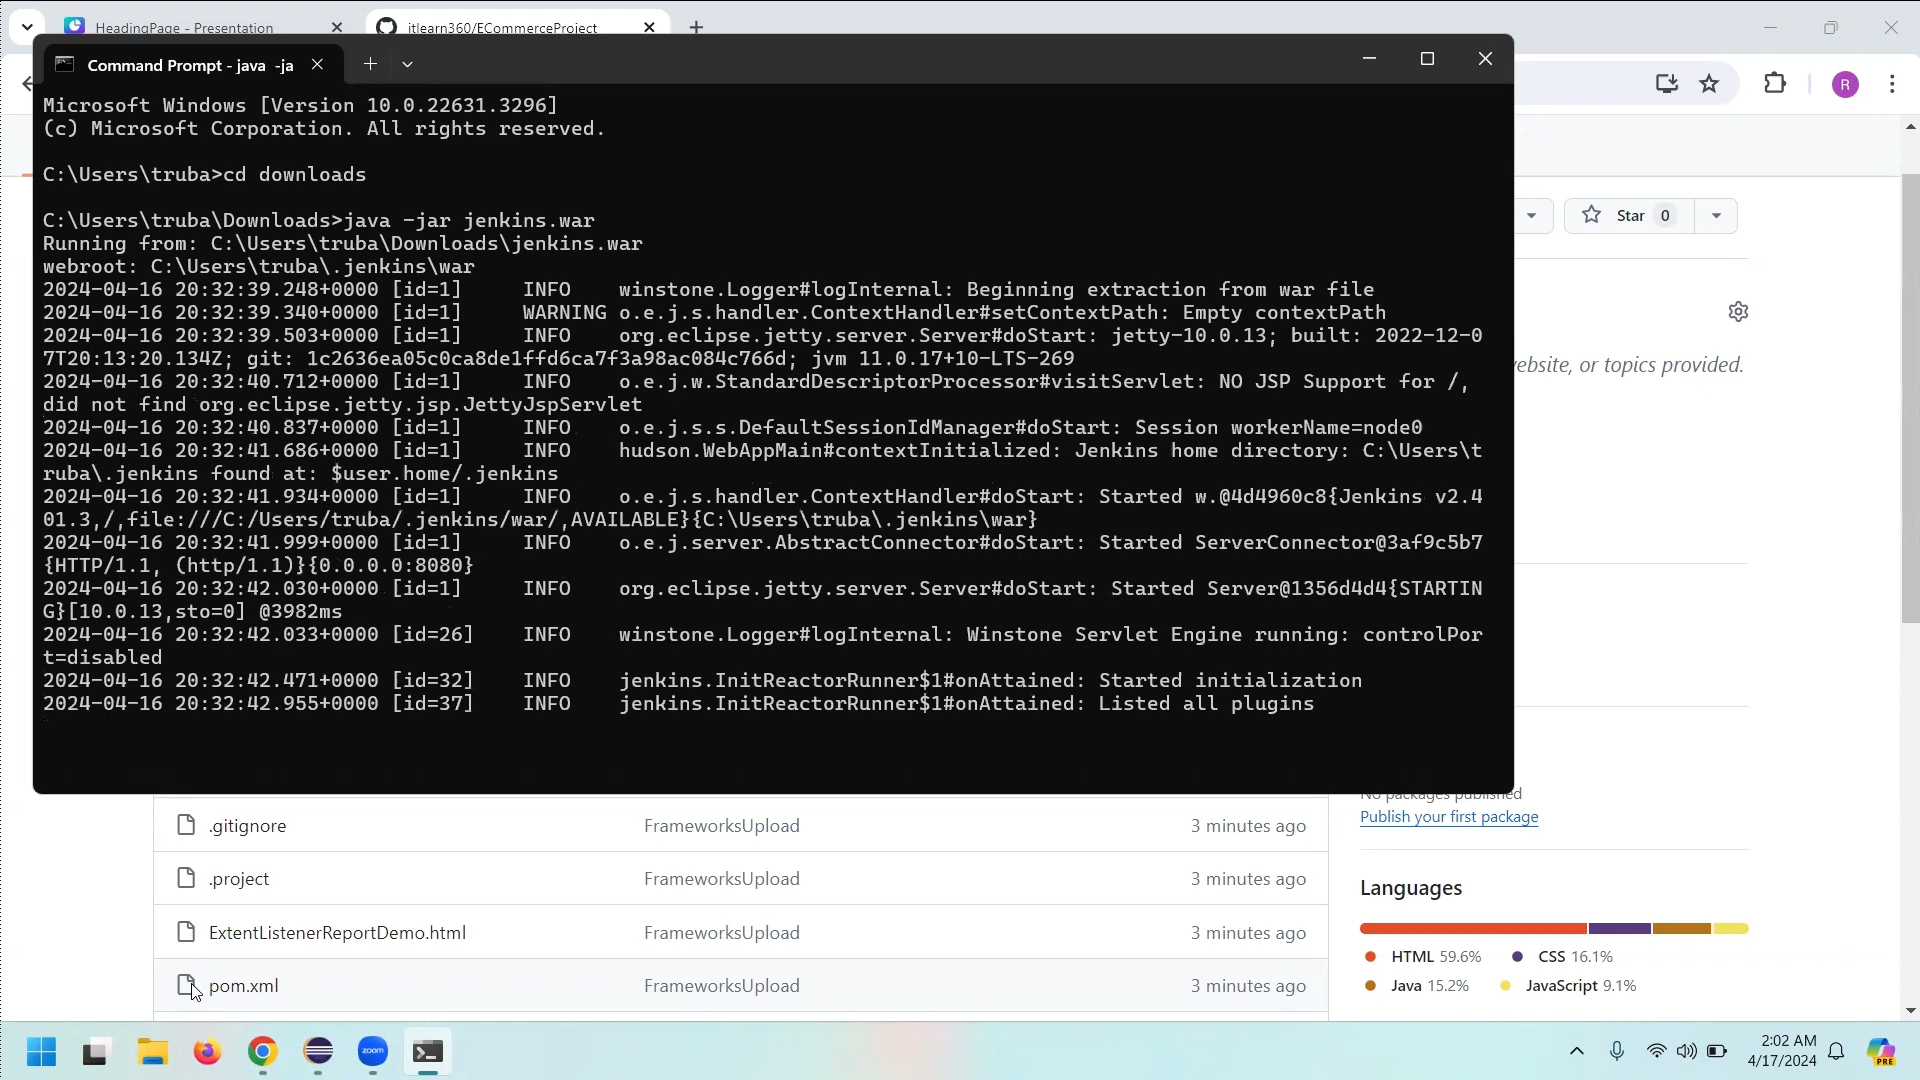 HeadingPage - Presentation
itlearn360/ECommerceProject
Command Prompt - java  -ja
R
Microsoft Windows [Version 10.0.22631.3296]
(c) Microsoft Corporation. All rights reserved.
C:\Users\truba>cd downloads
C:\Users\truba\Downloads>java -jar jenkins.war
Running from: C:\Users\truba\Downloads\jenkins.war
webroot: C:\Users\truba\.jenkins\war
2024-04-16 20:32:39.248+0000 [id=1]     INFO    winstone.Logger#logInternal: Beginning extraction from war file
2024-04-16 20:32:39.340+0000 [id=1]     WARNING o.e.j.s.handler.ContextHandler#setContextPath: Empty contextPath
2024-04-16 20:32:39.503+0000 [id=1]     INFO    org.eclipse.jetty.server.Server#doStart: jetty-10.0.13; built: 2022-12-0
7T20:13:20.134Z; git: 1c2636ea05c0ca8de1ffd6ca7f3a98ac084c766d; jvm 11.0.17+10-LTS-269
2024-04-16 20:32:40.712+0000 [id=1]     INFO    o.e.j.w.StandardDescriptorProcessor#visitServlet: NO JSP Support for /,
did not find org.eclipse.jetty.jsp.JettyJspServlet
2024-04-16 20:32:40.837+0000 [id=1]     INFO    o.e.j.s.s.DefaultSessionIdManager#doStart: Session workerName=node0
2024-04-16 20:32:41.686+0000 [id=1]     INFO    hudson.WebAppMain#contextInitialized: Jenkins home directory: C:\Users\t
ruba\.jenkins found at: $user.home/.jenkins
2024-04-16 20:32:41.934+0000 [id=1]     INFO    o.e.j.s.handler.ContextHandler#doStart: Started w.@4d4960c8{Jenkins v2.4
01.3,/,file:///C:/Users/truba/.jenkins/war/,AVAILABLE}{C:\Users\truba\.jenkins\war}
2024-04-16 20:32:41.999+0000 [id=1]     INFO    o.e.j.server.AbstractConnector#doStart: Started ServerConnector@3af9c5b7
{HTTP/1.1, (http/1.1)}{0.0.0.0:8080}
2024-04-16 20:32:42.030+0000 [id=1]     INFO    org.eclipse.jetty.server.Server#doStart: Started Server@1356d4d4{STARTIN
G}[10.0.13,sto=0] @3982ms
2024-04-16 20:32:42.033+0000 [id=26]    INFO    winstone.Logger#logInternal: Winstone Servlet Engine running: controlPor
t=disabled
2024-04-16 20:32:42.471+0000 [id=32]    INFO    jenkins.InitReactorRunner$1#onAttained: Started initialization
2024-04-16 20:32:42.955+0000 [id=37]    INFO    jenkins.InitReactorRunner$1#onAttained: Listed all plugins
Star 0
ebsite, or topics provided.
No packages published
Publish your first package
.gitignore FrameworksUpload 3 minutes ago
.project FrameworksUpload 3 minutes ago
ExtentListenerReportDemo.html FrameworksUpload 3 minutes ago
pom.xml FrameworksUpload 3 minutes ago
Languages
HTML 59.6% CSS 16.1%
Java 15.2% JavaScript 9.1%
zoom
2:02 AM
4/17/2024
PRE